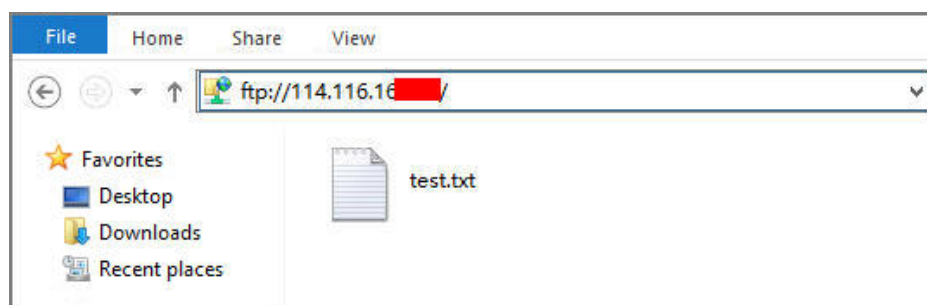 File Home Share View
ftp://114.116.16
/
Favorites
test.txt
Desktop
Downloads
Recent places